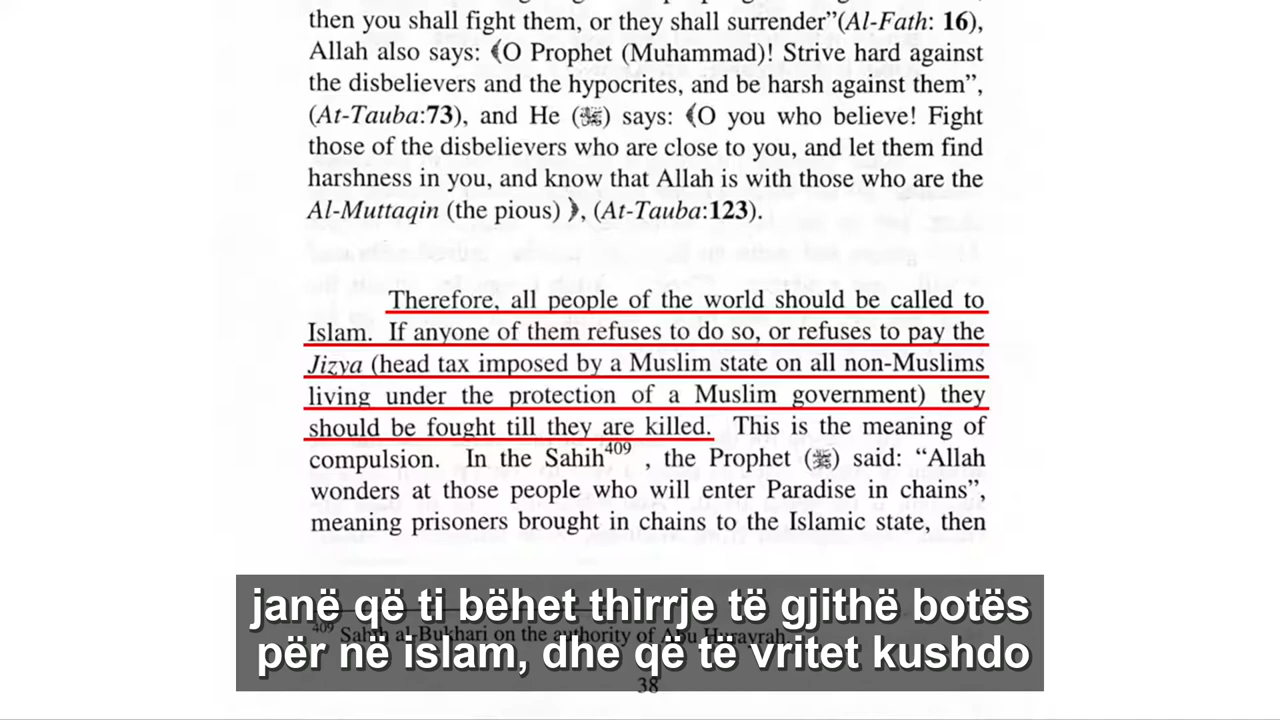 then you shall fight them, or they shall surrender”(Al-Fath: 16),
Allah also says: ﴾O Prophet (Muhammad)! Strive hard against
the disbelievers and the hypocrites, and be harsh against them”,
(At-Tauba:73), and He (ﷻ) says: ﴾O you who believe! Fight
those of the disbelievers who are close to you, and let them find
harshness in you, and know that Allah is with those who are the
Al-Muttaqin (the pious) ﴿, (At-Tauba:123).
Therefore, all people of the world should be called to
Islam. If anyone of them refuses to do so, or refuses to pay the
Jizya (head tax imposed by a Muslim state on all non-Muslims
living under the protection of a Muslim government) they
should be fought till they are killed. This is the meaning of
compulsion. In the Sahih409 , the Prophet (ﷺ) said: “Allah
wonders at those people who will enter Paradise in chains”,
meaning prisoners brought in chains to the Islamic state, then
409 Sahih al-Bukhari on the authority of Abu Hurayrah.
janë që ti bëhet thirrje të gjithë botës
për në islam, dhe që të vritet kushdo
38